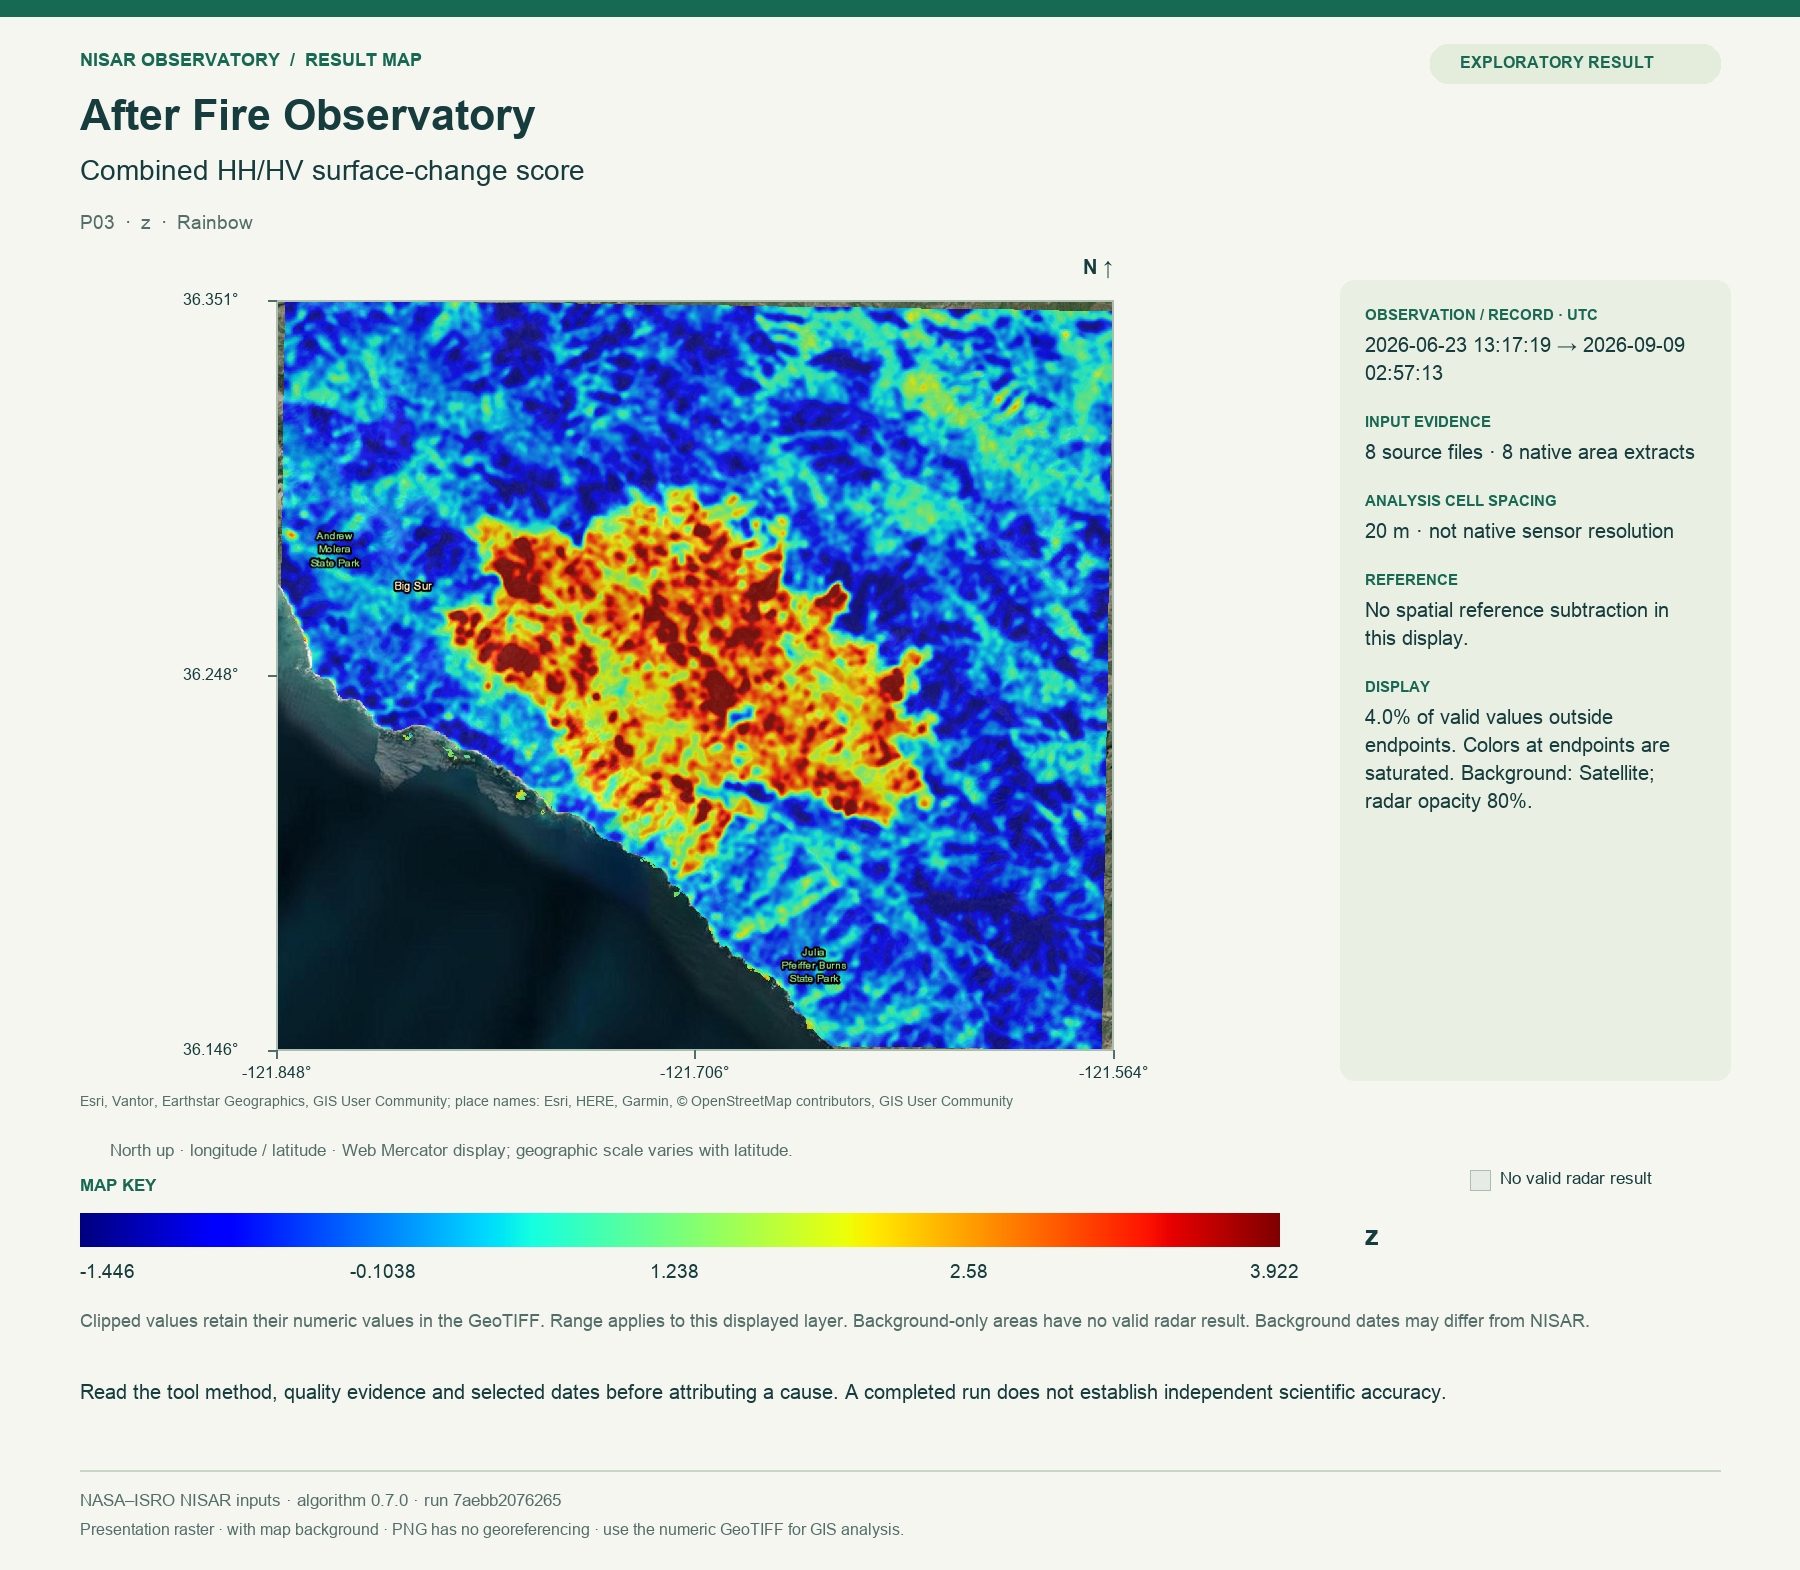 NISAR OBSERVATORY / RESULT MAP
EXPLORATORY RESULT
After Fire Observatory
Combined HH/HV surface-change score
P03 · z · Rainbow
N ↑
36.351°
36.248°
36.146°
-121.848°
-121.706°
-121.564°
Andrew
Molera
State Park
Big Sur
Julia
Pfeiffer Burns
State Park
OBSERVATION / RECORD · UTC
2026-06-23 13:17:19 → 2026-09-09
02:57:13
INPUT EVIDENCE
8 source files · 8 native area extracts
ANALYSIS CELL SPACING
20 m · not native sensor resolution
REFERENCE
No spatial reference subtraction in
this display.
DISPLAY
4.0% of valid values outside
endpoints. Colors at endpoints are
saturated. Background: Satellite;
radar opacity 80%.
Esri, Vantor, Earthstar Geographics, GIS User Community; place names: Esri, HERE, Garmin, © OpenStreetMap contributors, GIS User Community
North up · longitude / latitude · Web Mercator display; geographic scale varies with latitude.
MAP KEY
No valid radar result
z
-1.446
-0.1038
1.238
2.58
3.922
Clipped values retain their numeric values in the GeoTIFF. Range applies to this displayed layer. Background-only areas have no valid radar result. Background dates may differ from NISAR.
Read the tool method, quality evidence and selected dates before attributing a cause. A completed run does not establish independent scientific accuracy.
NASA–ISRO NISAR inputs · algorithm 0.7.0 · run 7aebb2076265
Presentation raster · with map background · PNG has no georeferencing · use the numeric GeoTIFF for GIS analysis.